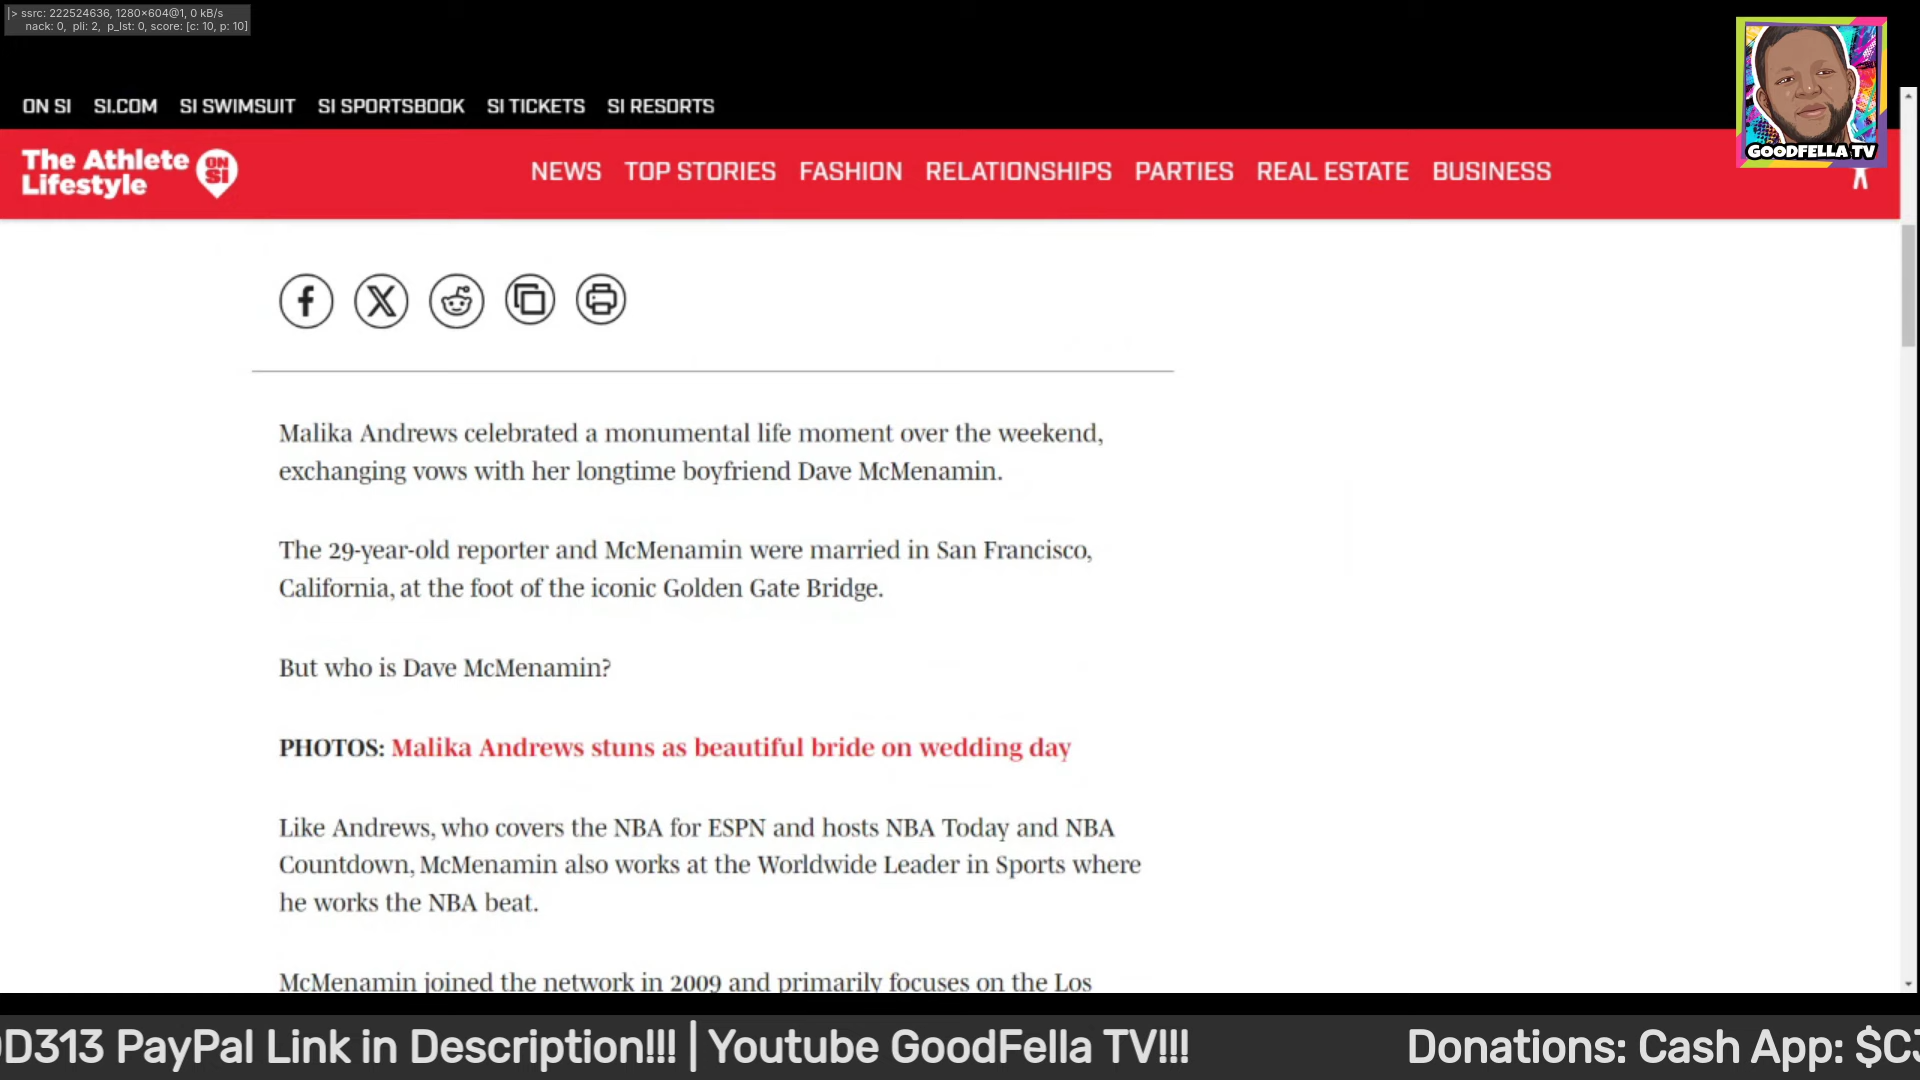 |> ssrc: 222524636, 1280×604@1, 0 kB/s
nack: 0, pli: 2, p_lst: 0, score: [c: 10, p: 10]
ON SI SI.COM SI SWIMSUIT SI SPORTSBOOK SI TICKETS SI RESORTS
GOODFELLA TV
The Athlete
Lifestyle
ON SI
NEWS TOP STORIES FASHION RELATIONSHIPS PARTIES REAL ESTATE BUSINESS
Malika Andrews celebrated a monumental life moment over the weekend,
exchanging vows with her longtime boyfriend Dave McMenamin.
The 29-year-old reporter and McMenamin were married in San Francisco,
California, at the foot of the iconic Golden Gate Bridge.
But who is Dave McMenamin?
PHOTOS: Malika Andrews stuns as beautiful bride on wedding day
Like Andrews, who covers the NBA for ESPN and hosts NBA Today and NBA
Countdown, McMenamin also works at the Worldwide Leader in Sports where
he works the NBA beat.
McMenamin joined the network in 2009 and primarily focuses on the Los
D313 PayPal Link in Description!!! | Youtube GoodFella TV!!! Donations: Cash App: $C